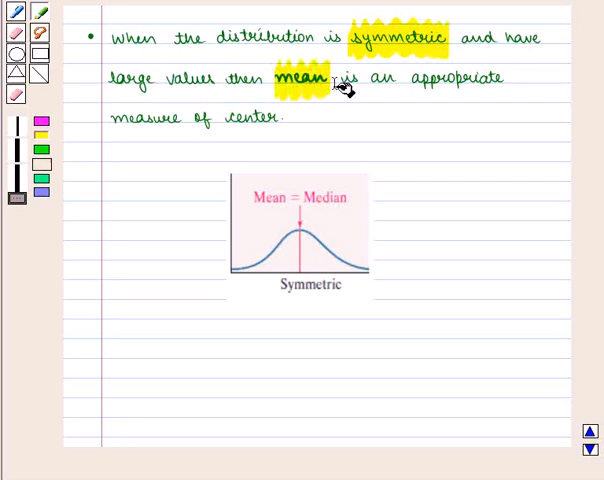 • When the distribution is symmetric and have
large values then mean is an appropriate
measure of center.
Mean = Median
Symmetric